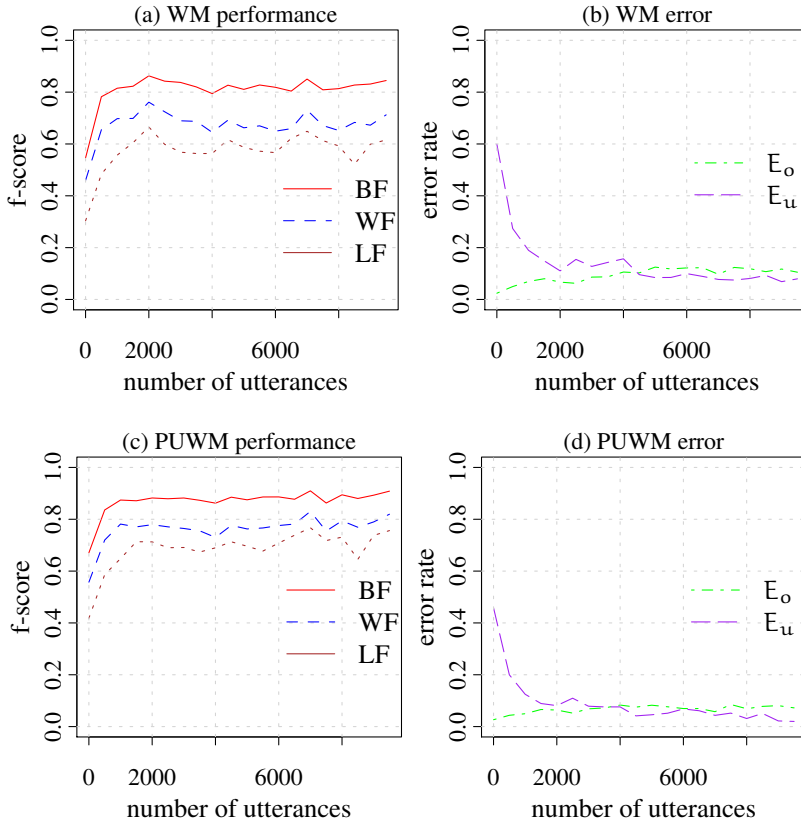 (a) WM performance
1.0
0.8
0.6
0.4
0.2
0.0
f-score
BF
WF
LF
0 2000 6000
number of utterances
(b) WM error
1.0
0.8
0.6
0.4
0.2
0.0
error rate
Eo
Eu
0 2000 6000
number of utterances
(c) PUWM performance
1.0
0.8
0.6
0.4
0.2
0.0
f-score
BF
WF
LF
0 2000 6000
number of utterances
(d) PUWM error
1.0
0.8
0.6
0.4
0.2
0.0
error rate
Eo
Eu
0 2000 6000
number of utterances